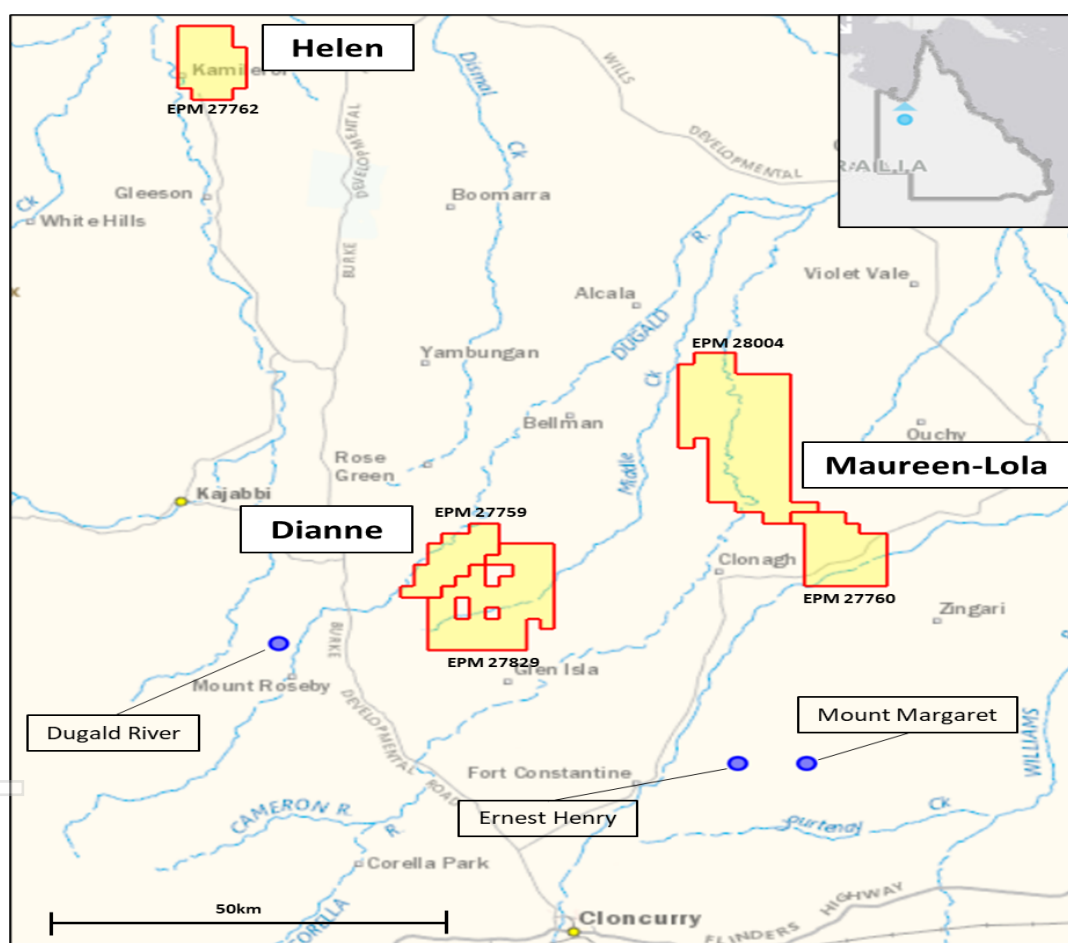 Helen
Kamileroi
EPM 27762
Dismal
Ck
WILLS
DEVELOPMENTAL
DEVELOPMENTAL
BURKE
Gleeson
Ck
White Hills
Boomarra
R.
Violet Vale
Alcala
DUGALD
EPM 28004
Yambungan
Ck
Bellman
Ouchy
Rose
Green
Middle
Maureen-Lola
Kajabbi
EPM 27759
Dianne
Clonagh
EPM 27760
Zingari
BURKE
EPM 27829
Glen Isla
Mount Roseby
Dugald River
Mount Margaret
WILLIAMS
DEVELOPMENTAL ROAD
Fort Constantine
CAMERON R.
Ernest Henry
Ck
R.
Corella Park
50km
Cloncurry
FLINDERS
HIGHWAY